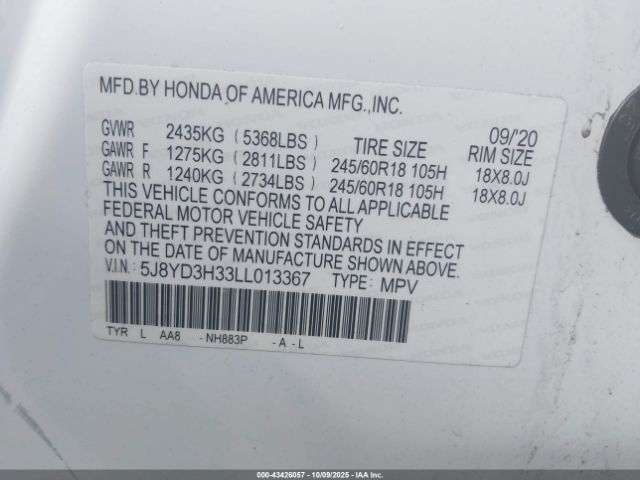 MFD.BY HONDA OF AMERICA MFG.,INC.
09/'20
GVWR 2435KG (5368LBS) TIRE SIZE RIM SIZE
GAWR F 1275KG (2811LBS) 245/60R18 105H 18X8.0J
GAWR R 1240KG (2734LBS) 245/60R18 105H 18X8.0J
THIS VEHICLE CONFORMS TO ALL APPLICABLE
FEDERAL MOTOR VEHICLE SAFETY
AND THEFT PREVENTION STANDARDS IN EFFECT
ON THE DATE OF MANUFACTURE SHOWN ABOVE.
V.I.N.: 5J8YD3H33LL013367 TYPE: MPV
TYR L AA8 -NH883P -A-L
000-43426057 - 10/09/2025 - COPYRIGHT IAA, LLC.